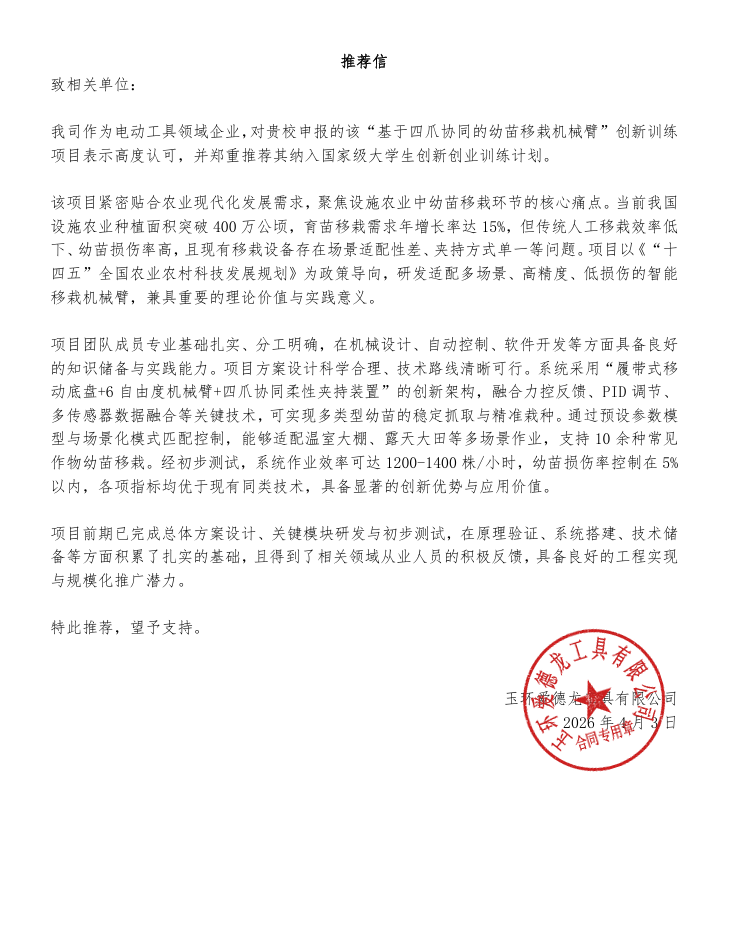 推荐信
致相关单位：
我司作为电动工具领域企业，对贵校申报的该“基于四爪协同的幼苗移栽机械臂”创新训练
项目表示高度认可，并郑重推荐其纳入国家级大学生创新创业训练计划。
该项目紧密贴合农业现代化发展需求，聚焦设施农业中幼苗移栽环节的核心痛点。当前我国
设施农业种植面积突破 400 万公顷，育苗移栽需求年增长率达 15%，但传统人工移栽效率低
下、幼苗损伤率高，且现有移栽设备存在场景适配性差、夹持方式单一等问题。项目以《“十
四五”全国农业农村科技发展规划》为政策导向，研发适配多场景、高精度、低损伤的智能
移栽机械臂，兼具重要的理论价值与实践意义。
项目团队成员专业基础扎实、分工明确，在机械设计、自动控制、软件开发等方面具备良好
的知识储备与实践能力。项目方案设计科学合理、技术路线清晰可行。系统采用“履带式移
动底盘+6 自由度机械臂+四爪协同柔性夹持装置”的创新架构，融合力控反馈、PID 调节、
多传感器数据融合等关键技术，可实现多类型幼苗的稳定抓取与精准栽种。通过预设参数模
型与场景化模式匹配控制，能够适配温室大棚、露天大田等多场景作业，支持 10 余种常见
作物幼苗移栽。经初步测试，系统作业效率可达 1200-1400 株/小时，幼苗损伤率控制在 5%
以内，各项指标均优于现有同类技术，具备显著的创新优势与应用价值。
项目前期已完成总体方案设计、关键模块研发与初步测试，在原理验证、系统搭建、技术储
备等方面积累了扎实的基础，且得到了相关领域从业人员的积极反馈，具备良好的工程实现
与规模化推广潜力。
特此推荐，望予支持。
玉环爱德龙工具有限公司
2026 年 4 月 3 日
玉环爱德龙工具有限公司
合同专用章